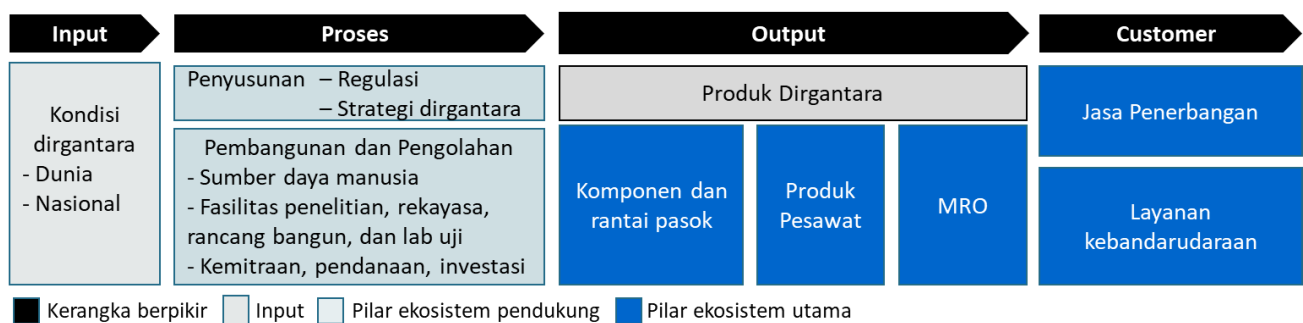 Input
Proses
Output
Customer
Kondisi
dirgantara
- Dunia
- Nasional
Penyusunan – Regulasi
– Strategi dirgantara
Pembangunan dan Pengolahan
- Sumber daya manusia
- Fasilitas penelitian, rekayasa,
rancang bangun, dan lab uji
- Kemitraan, pendanaan, investasi
Produk Dirgantara
Komponen dan
rantai pasok
Produk
Pesawat
MRO
Jasa Penerbangan
Layanan
kebandarudaraan
Kerangka berpikir
Input
Pilar ekosistem pendukung
Pilar ekosistem utama